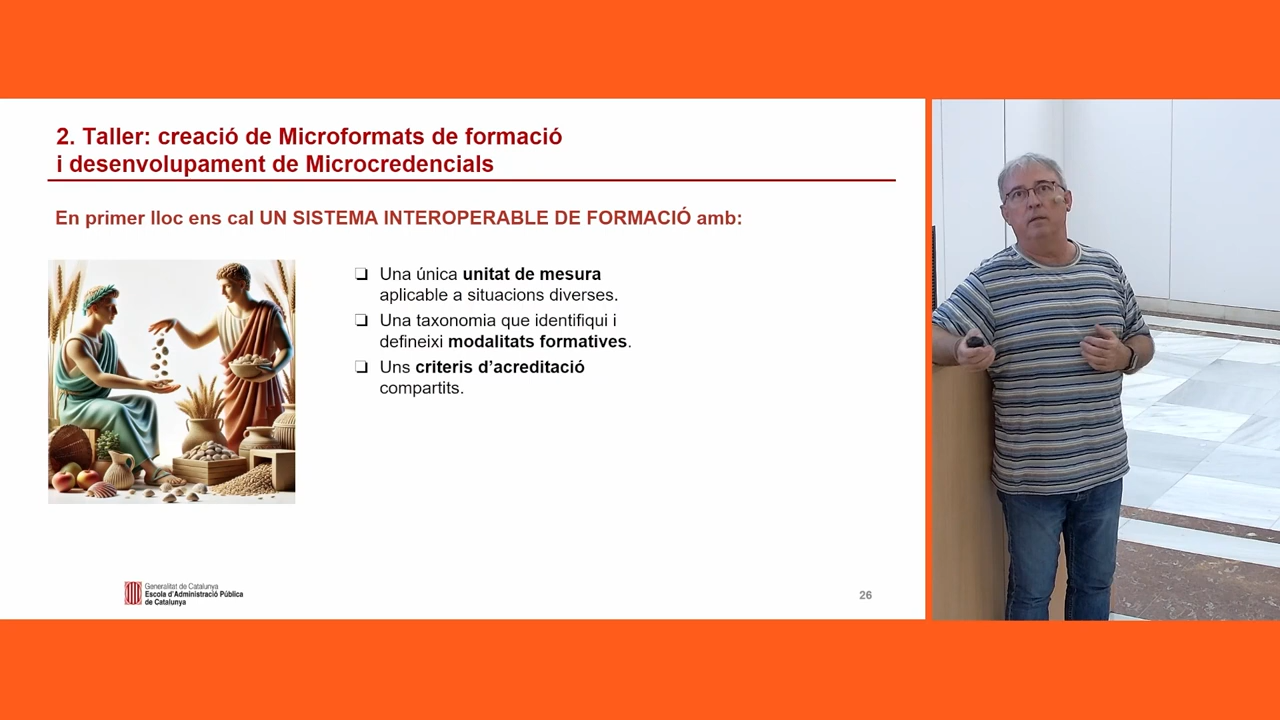 2. Taller: creació de Microformats de formació
i desenvolupament de Microcredencials
En primer lloc ens cal UN SISTEMA INTEROPERABLE DE FORMACIÓ amb:
❑ Una única unitat de mesura
aplicable a situacions diverses.
❑ Una taxonomia que identifiqui i
defineixi modalitats formatives.
❑ Uns criteris d’acreditació
compartits.
Generalitat de Catalunya
Escola d'Administració Pública
de Catalunya
26